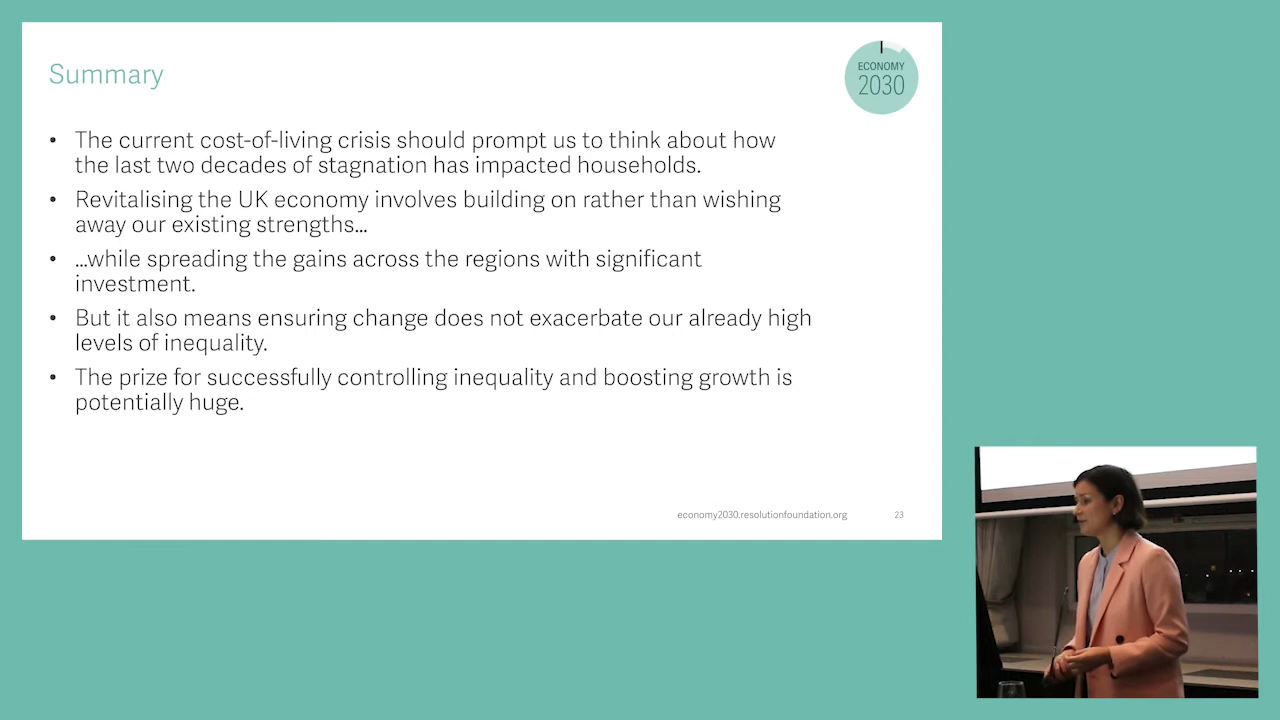 Summary
ECONOMY
2030
• The current cost-of-living crisis should prompt us to think about how
the last two decades of stagnation has impacted households.
• Revitalising the UK economy involves building on rather than wishing
away our existing strengths…
• …while spreading the gains across the regions with significant
investment.
• But it also means ensuring change does not exacerbate our already high
levels of inequality.
• The prize for successfully controlling inequality and boosting growth is
potentially huge.
economy2030.resolutionfoundation.org
23